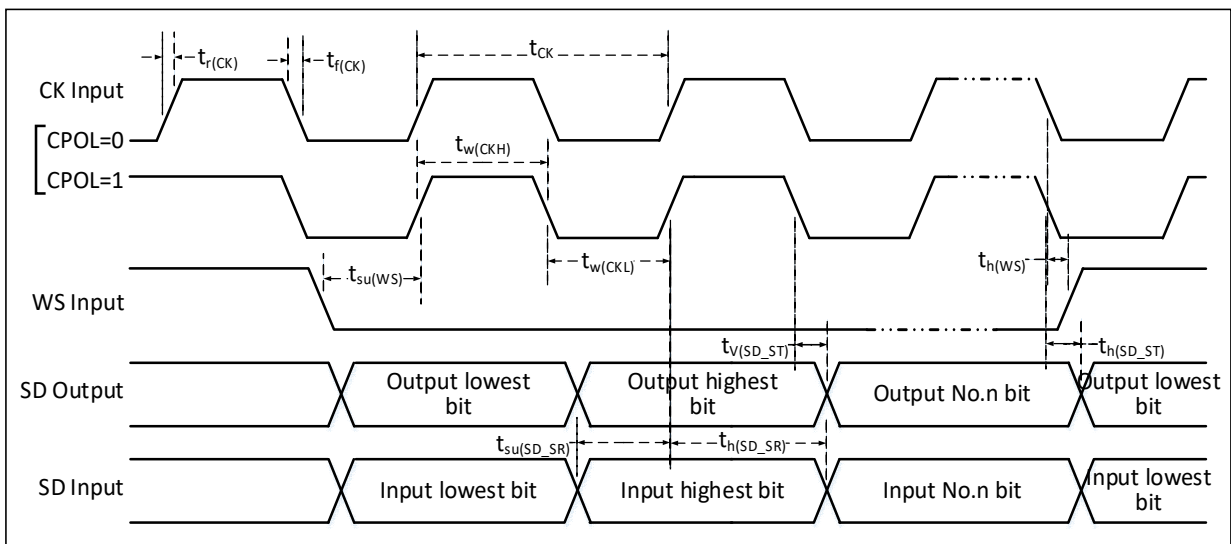 tr(CK)
tf(CK)
tCK
CK Input
CPOL=0
CPOL=1
tw(CKH)
tsu(WS)
tw(CKL)
th(WS)
WS Input
tV(SD_ST)
th(SD_ST)
SD Output
Output lowest
bit
Output highest
bit
Output No.n bit
Output lowest
bit
tsu(SD_SR)
th(SD_SR)
SD Input
Input lowest bit
Input highest bit
Input No.n bit
Input lowest
bit